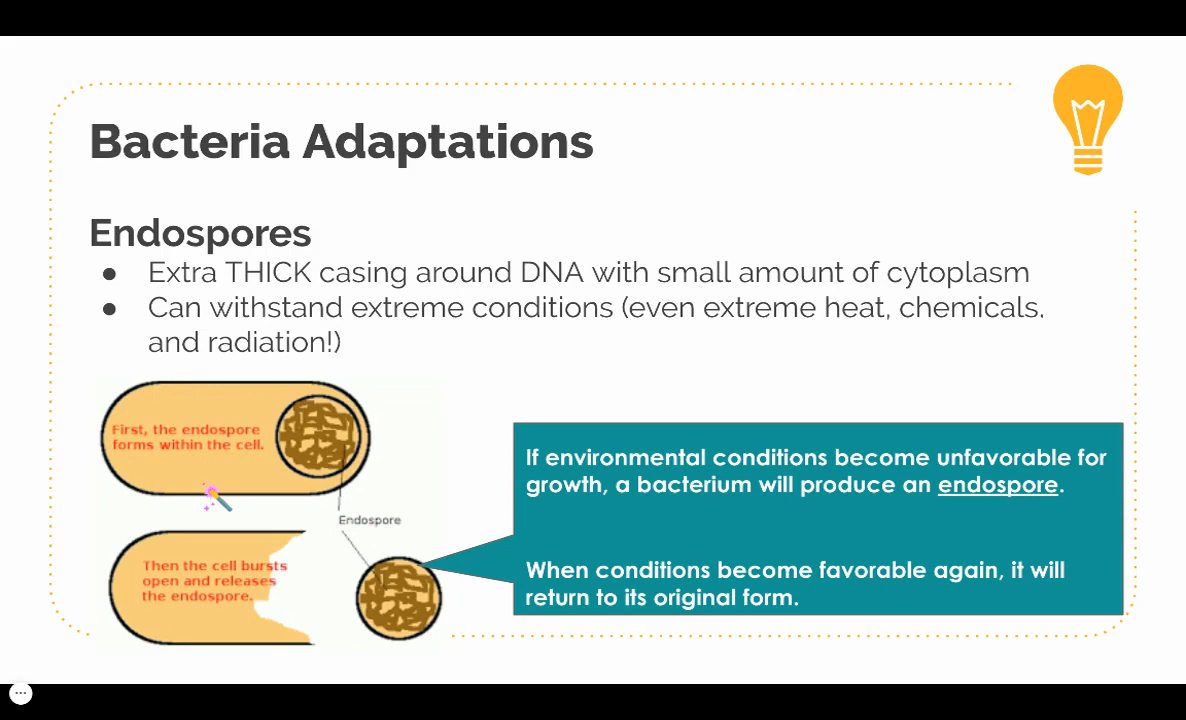 Bacteria Adaptations
Endospores
● Extra THICK casing around DNA with small amount of cytoplasm
● Can withstand extreme conditions (even extreme heat, chemicals.
and radiation!)
First, the endospore
forms within the cell.
Endospore
Then the cell bursts
open and releases
the endospore.
If environmental conditions become unfavorable for
growth, a bacterium will produce an endospore.
When conditions become favorable again, it will
return to its original form.